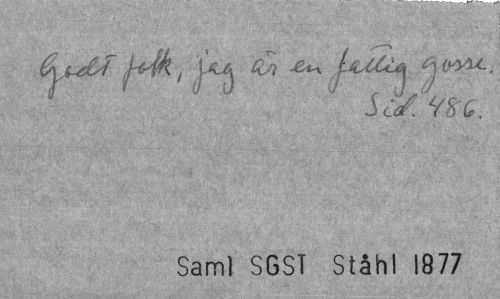 Godt folk, jag är en fattig gosse.
Sid. 486.
Saml SGST Ståhl 1877